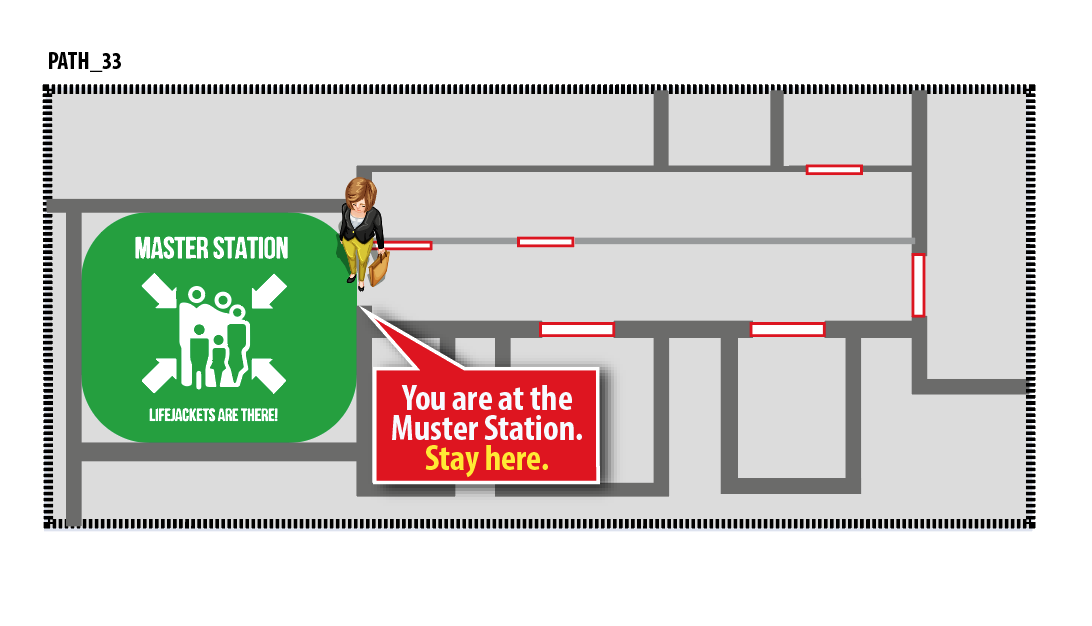 PATH_33
MASTER STATION
LIFEJACKETS ARE THERE!
You are at the
Muster Station.
Stay here.